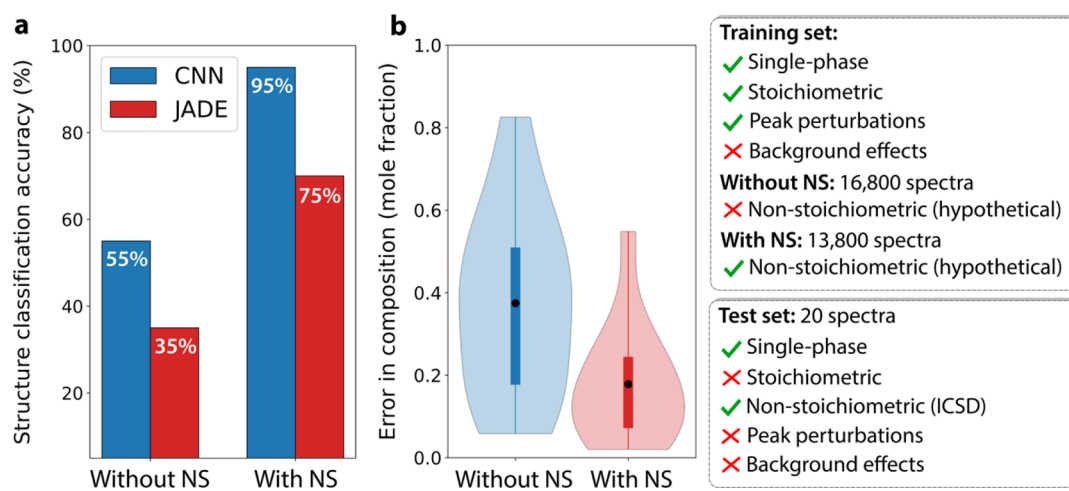 a
Structure classification accuracy (%)
100
80
60
40
20
CNN
JADE
55%
35%
95%
75%
Without NS
With NS
b
Error in composition (mole fraction)
1.0
0.8
0.6
0.4
0.2
0.0
Without NS
With NS
Training set:
Single-phase
Stoichiometric
Peak perturbations
Background effects
Without NS: 16,800 spectra
Non-stoichiometric (hypothetical)
With NS: 13,800 spectra
Non-stoichiometric (hypothetical)
Test set: 20 spectra
Single-phase
Stoichiometric
Non-stoichiometric (ICSD)
Peak perturbations
Background effects